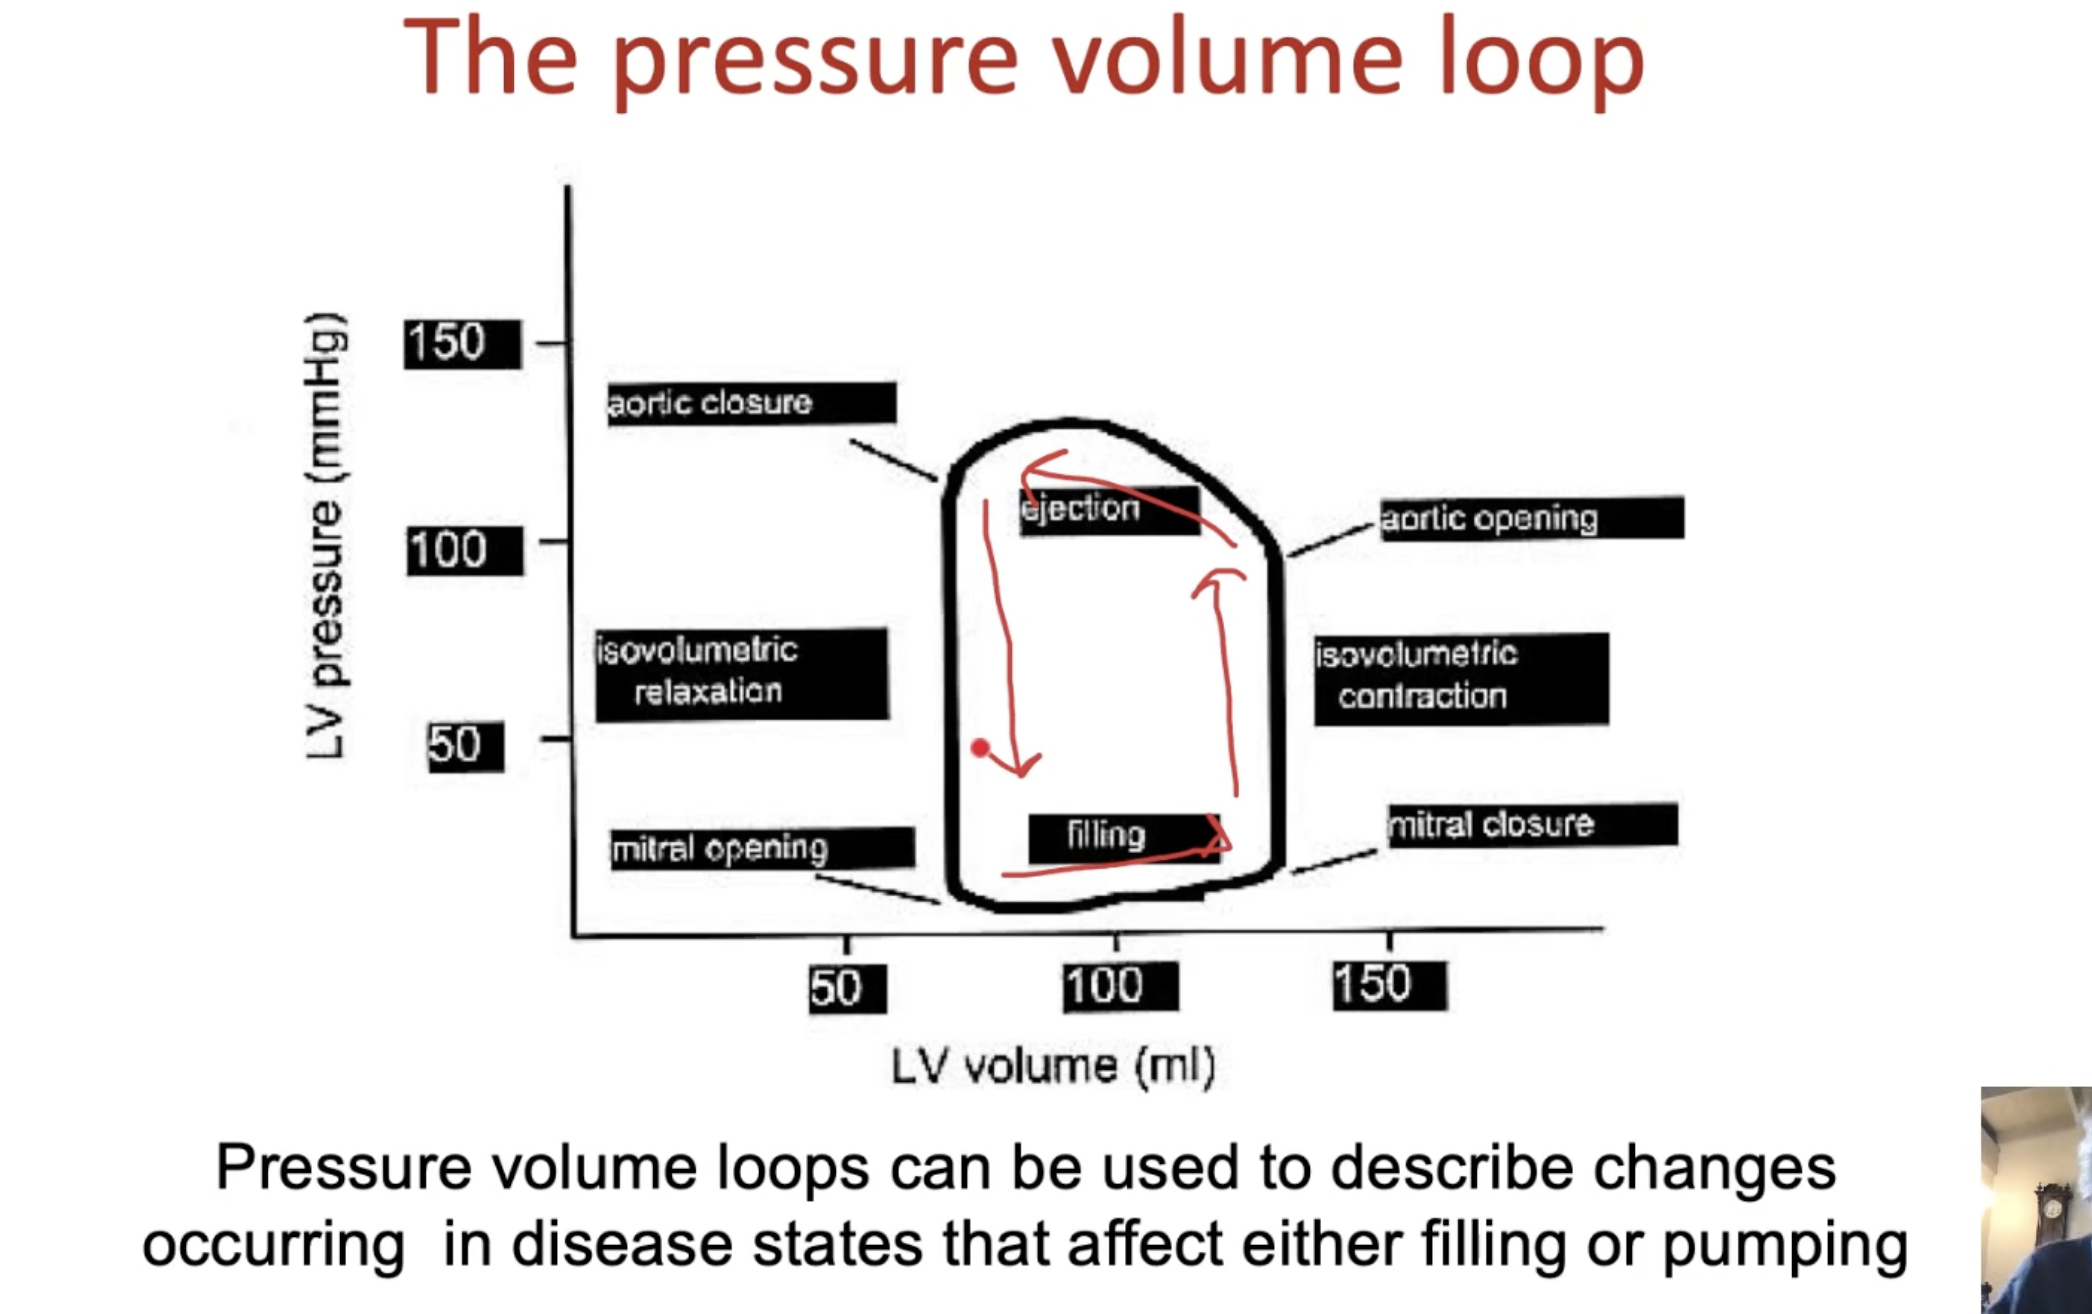 The pressure volume loop
LV pressure (mmHg)
150
100
50
aortic closure
ejection
aortic opening
isovolumetric
relaxation
isovolumetric
contraction
mitral opening
filling
mitral closure
50
100
150
LV volume (ml)
Pressure volume loops can be used to describe changes
occurring in disease states that affect either filling or pumping